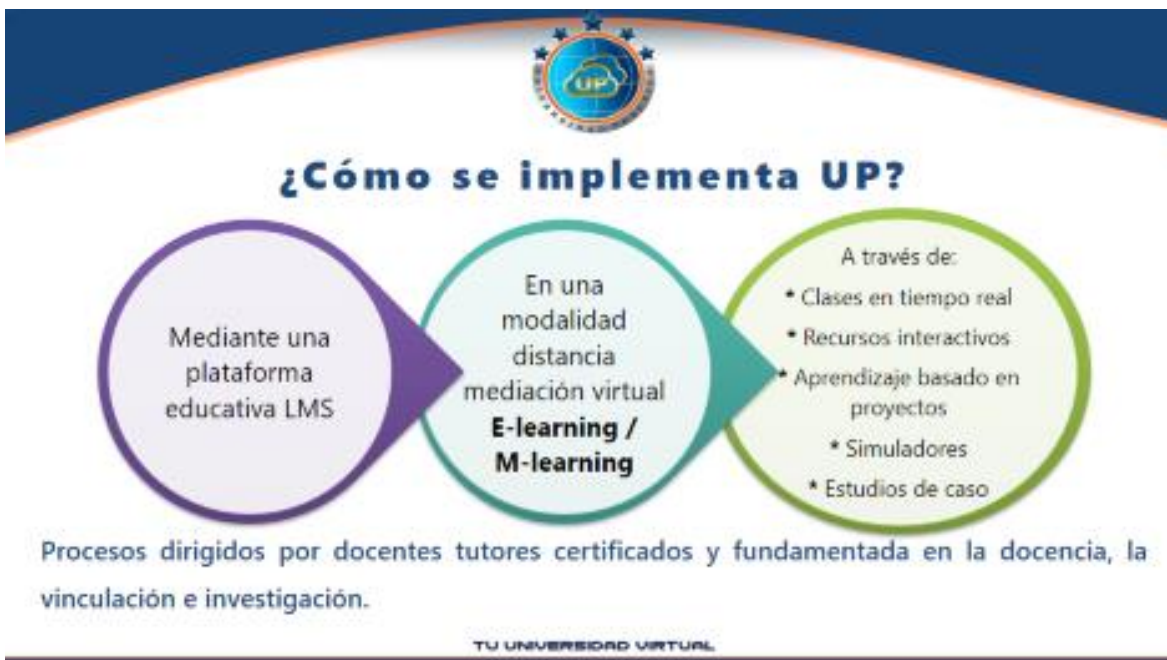 UP
¿Cómo se implementa UP?
Mediante una
plataforma
educativa LMS
En una
modalidad
distancia
mediación virtual
E-learning /
M-learning
A través de:
* Clases en tiempo real
* Recursos interactivos
* Aprendizaje basado en
proyectos
* Simuladores
* Estudios de caso
Procesos dirigidos por docentes tutores certificados y fundamentada en la docencia, la
vinculación e investigación.
TU UNIVERSIDAD VIRTUAL